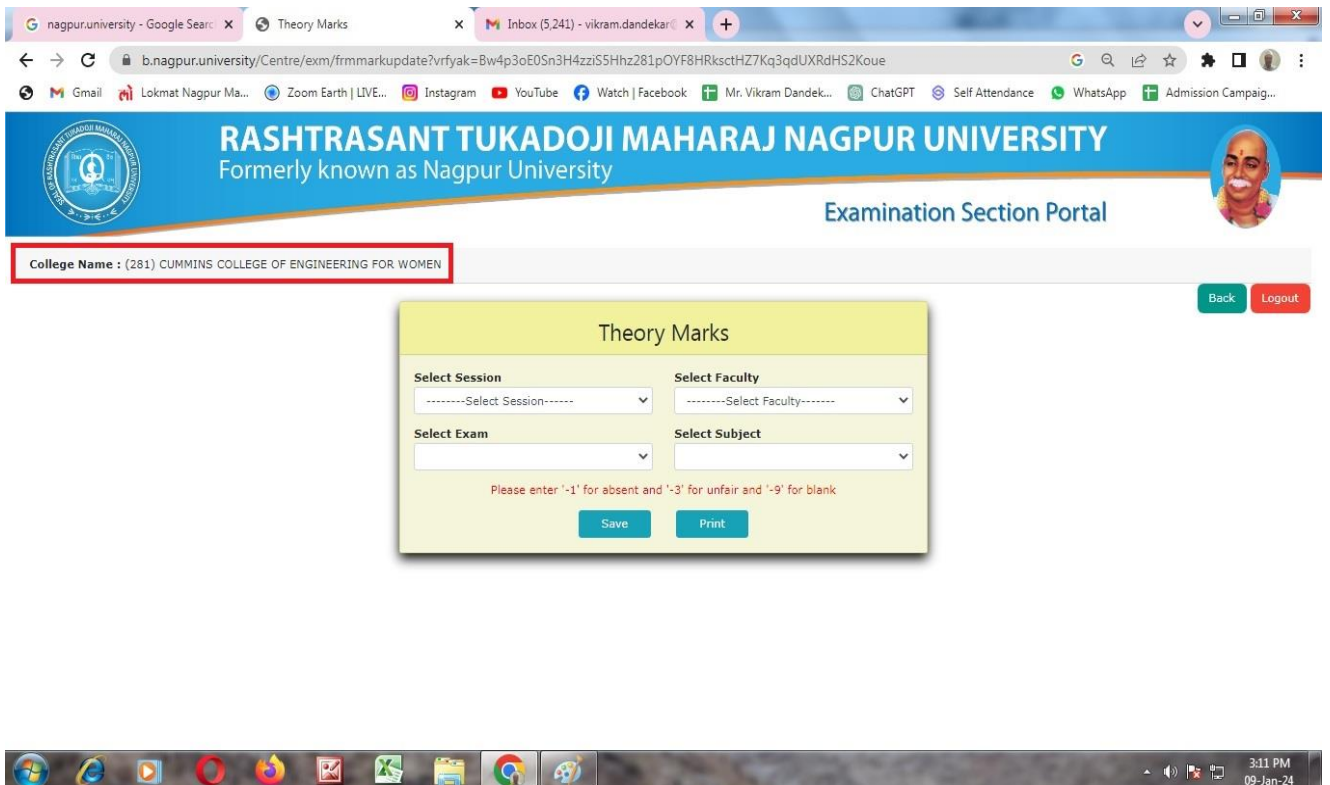 nagpur.university - Google Searc
Theory Marks
Inbox (5,241) - vikram.dandekar@
b.nagpur.university/Centre/exm/frmmarkupdate?vrfyak=Bw4p3oE0Sn3H4zziS5Hhz281pOYF8HRksctHZ7Kq3qdUXRdHS2Koue
Gmail
Lokmat Nagpur Ma...
Zoom Earth | LIVE...
Instagram
YouTube
Watch | Facebook
Mr. Vikram Dandek...
ChatGPT
Self Attendance
WhatsApp
Admission Campaig...
RASHTRASANT TUKADOJI MAHARAJ NAGPUR UNIVERSITY
Formerly known as Nagpur University
Examination Section Portal
College Name : (281) CUMMINS COLLEGE OF ENGINEERING FOR WOMEN
Back
Logout
Theory Marks
Select Session
Select Faculty
--------Select Session------
--------Select Faculty-------
Select Exam
Select Subject
Please enter '-1' for absent and '-3' for unfair and '-9' for blank
Save
Print
3:11 PM
09-Jan-24